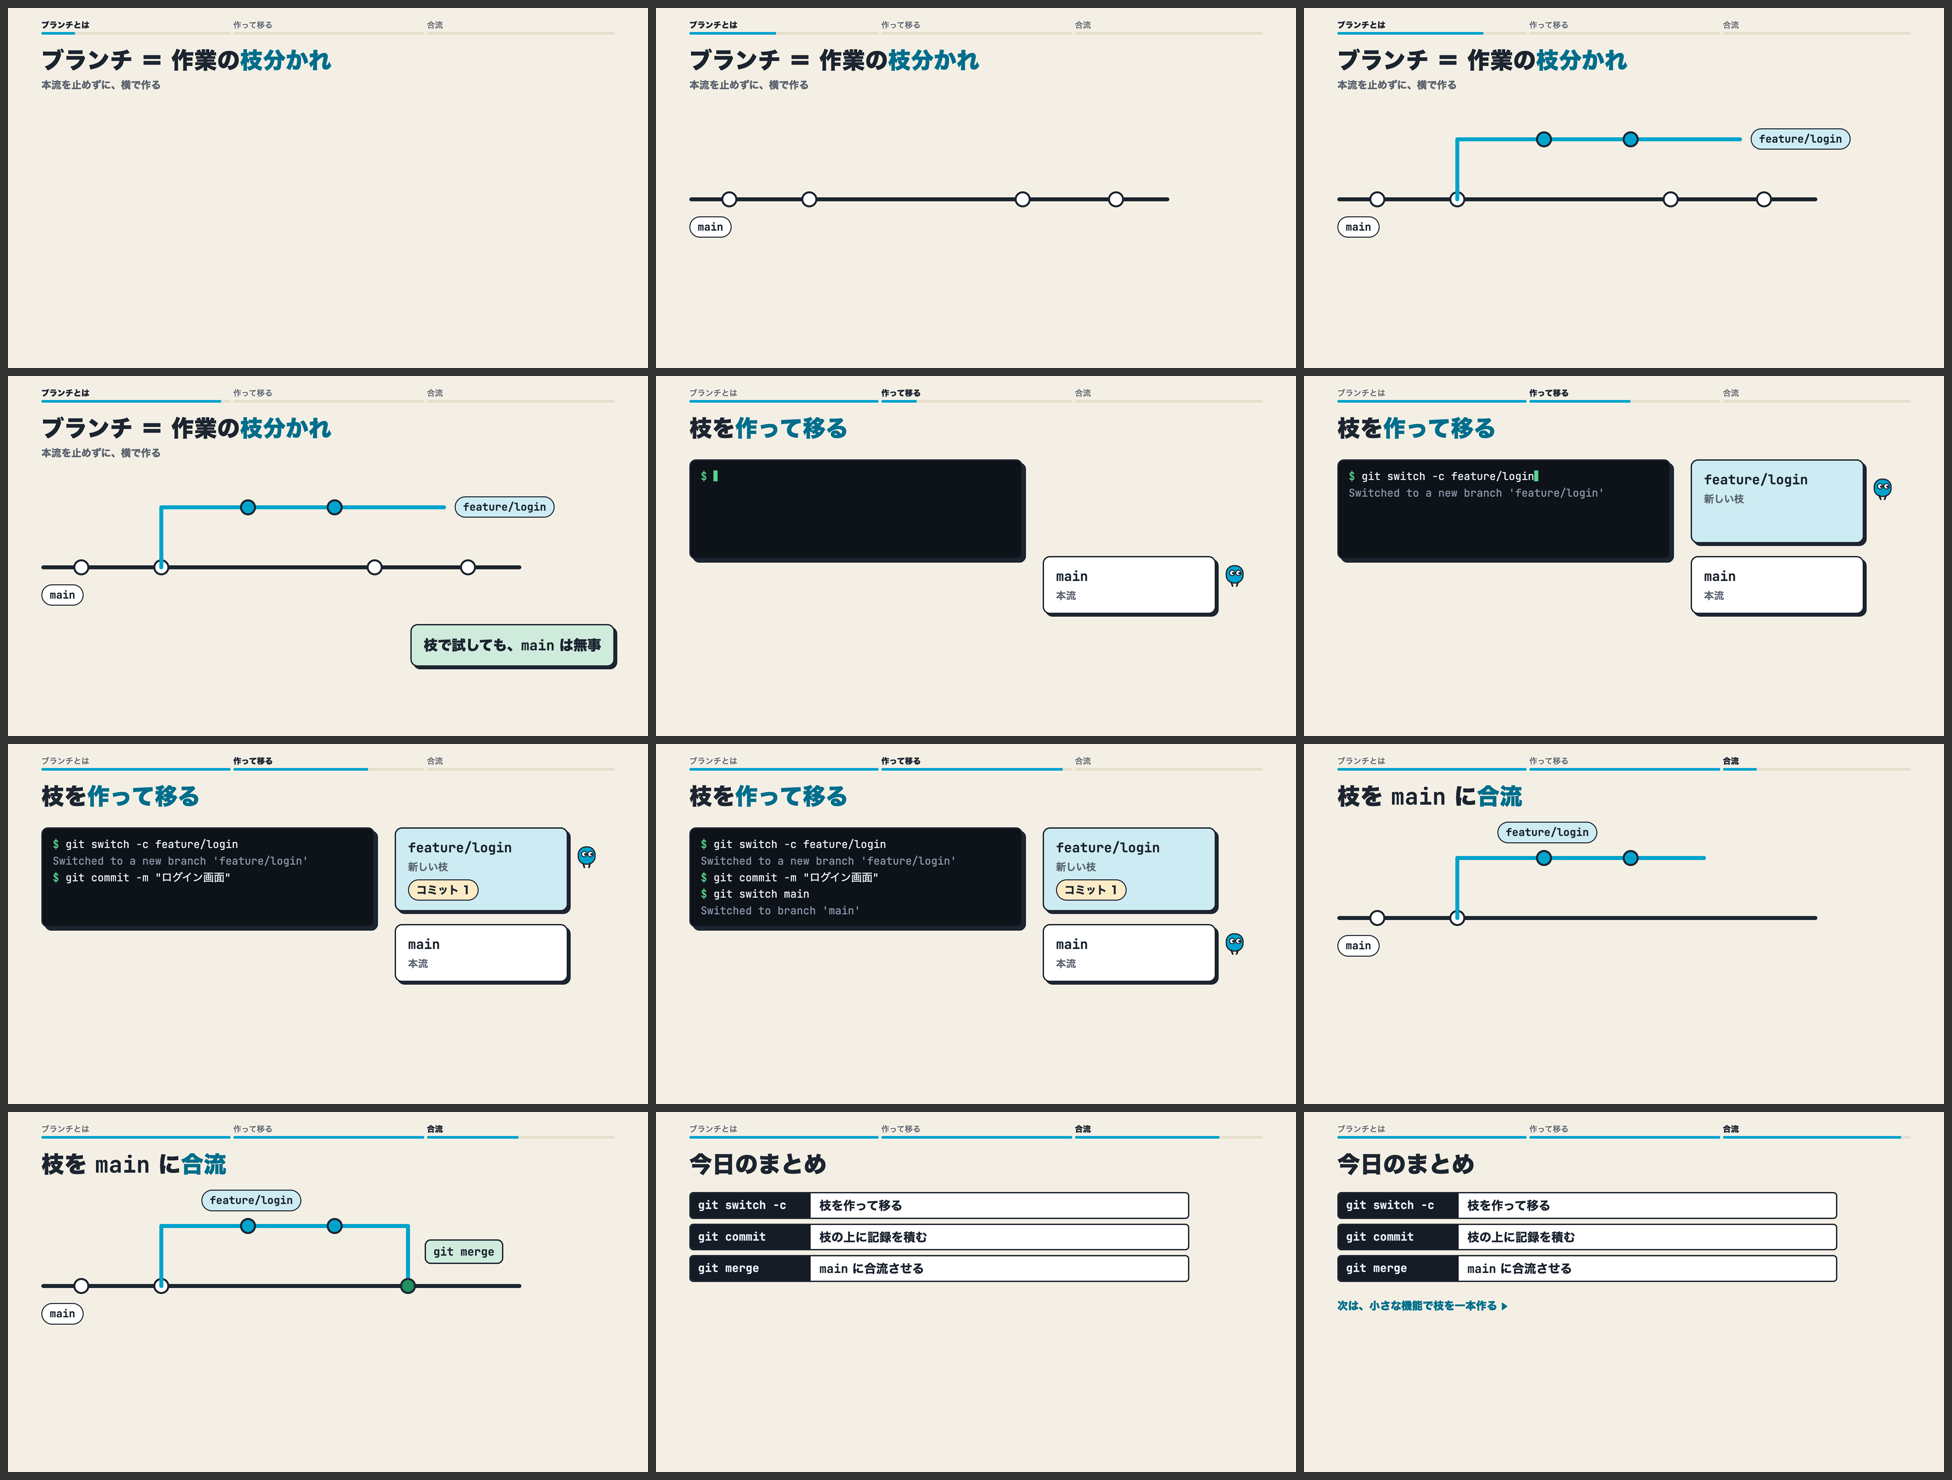 ブランチとは 作って移る 合流
ブランチ ＝ 作業の枝分かれ
本流を止めずに、横で作る
ブランチとは 作って移る 合流
ブランチ ＝ 作業の枝分かれ
本流を止めずに、横で作る
main
ブランチとは 作って移る 合流
ブランチ ＝ 作業の枝分かれ
本流を止めずに、横で作る
feature/login
main
ブランチとは 作って移る 合流
ブランチ ＝ 作業の枝分かれ
本流を止めずに、横で作る
feature/login
main
枝で試しても、main は無事
ブランチとは 作って移る 合流
枝を作って移る
$
main
本流
ブランチとは 作って移る 合流
枝を作って移る
$ git switch -c feature/login
Switched to a new branch 'feature/login'
feature/login
新しい枝
main
本流
ブランチとは 作って移る 合流
枝を作って移る
$ git switch -c feature/login
Switched to a new branch 'feature/login'
$ git commit -m "ログイン画面"
feature/login
新しい枝
コミット 1
main
本流
ブランチとは 作って移る 合流
枝を作って移る
$ git switch -c feature/login
Switched to a new branch 'feature/login'
$ git commit -m "ログイン画面"
$ git switch main
Switched to branch 'main'
feature/login
新しい枝
コミット 1
main
本流
ブランチとは 作って移る 合流
枝を main に合流
feature/login
main
ブランチとは 作って移る 合流
枝を main に合流
feature/login
git merge
main
ブランチとは 作って移る 合流
今日のまとめ
git switch -c 枝を作って移る
git commit 枝の上に記録を積む
git merge main に合流させる
ブランチとは 作って移る 合流
今日のまとめ
git switch -c 枝を作って移る
git commit 枝の上に記録を積む
git merge main に合流させる
次は、小さな機能で枝を一本作る